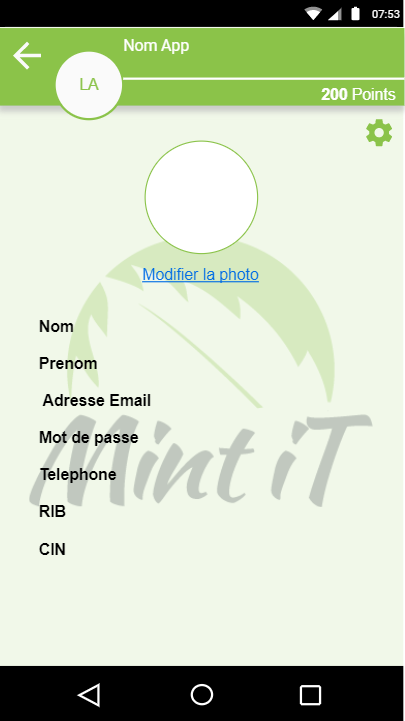 07:53
Nom App
LA
200 Points
Modifier la photo
Nom
Prenom
Adresse Email
Mot de passe
Telephone
RIB
CIN
Mint iT